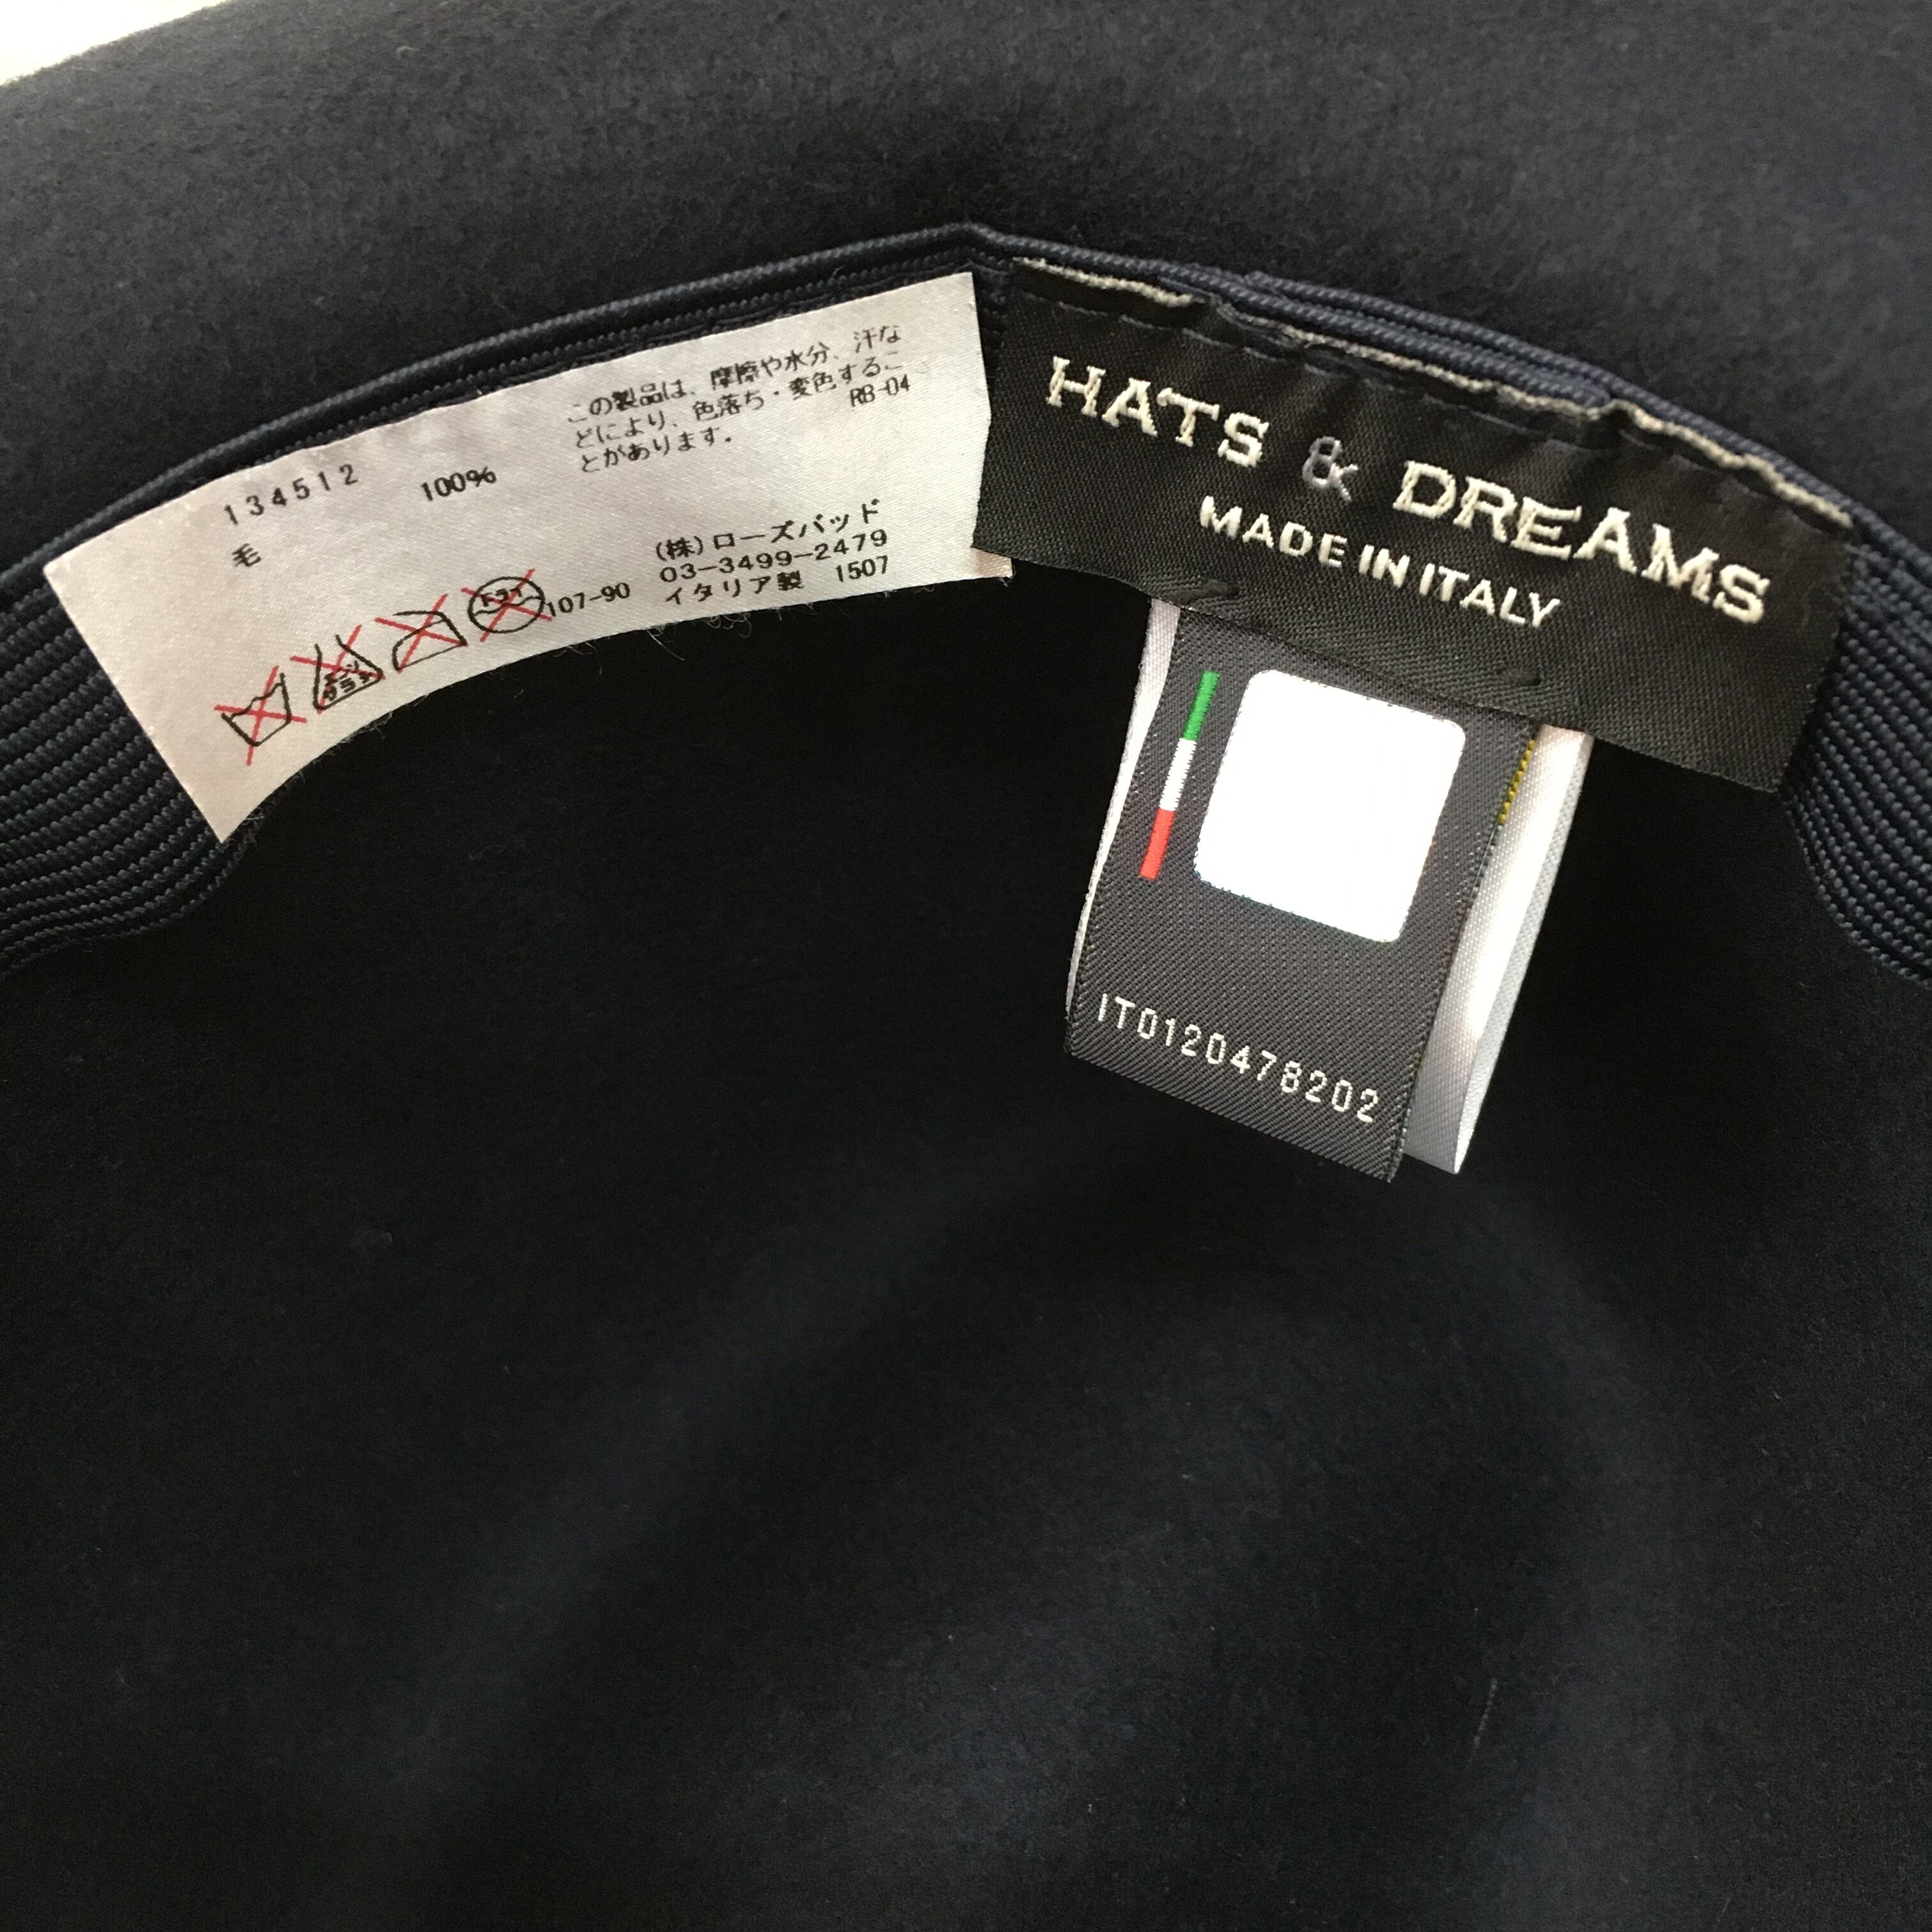 この製品は、摩擦や水分、汗な
どにより、色落ち・変色するこ
とがあります。
RB-04
134512
毛 100%
ドライ
107-90
(株)ローズバッド
03-3499-2479
イタリア製 1507
HATS & DREAMS
MADE IN ITALY
IT0120478202